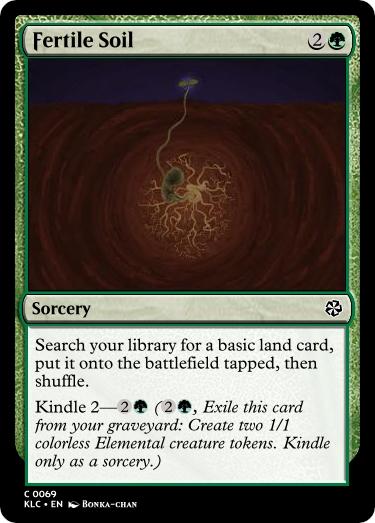 Fertile Soil 2
Sorcery
Search your library for a basic land card,
put it onto the battlefield tapped, then
shuffle.
Kindle 2—2 (2, Exile this card
from your graveyard: Create two 1/1
colorless Elemental creature tokens. Kindle
only as a sorcery.)
C 0069
KLC • EN Bonka-chan